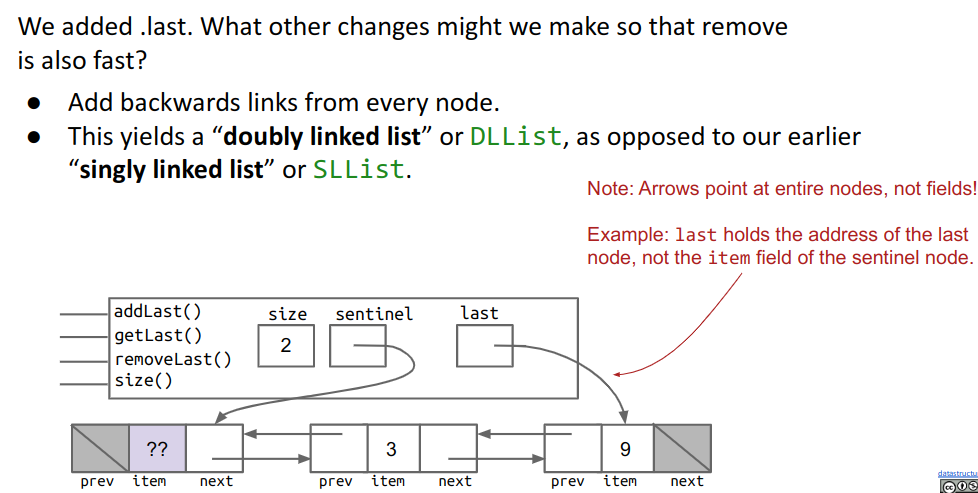 We added .last. What other changes might we make so that remove
is also fast?
● Add backwards links from every node.
● This yields a “doubly linked list” or DLList, as opposed to our earlier
“singly linked list” or SLList.
Note: Arrows point at entire nodes, not fields!
Example: last holds the address of the last
node, not the item field of the sentinel node.
addLast()
getLast()
removeLast()
size()
size sentinel last
2
?? 3 9
prev item next prev item next prev item next
datastructu
cc